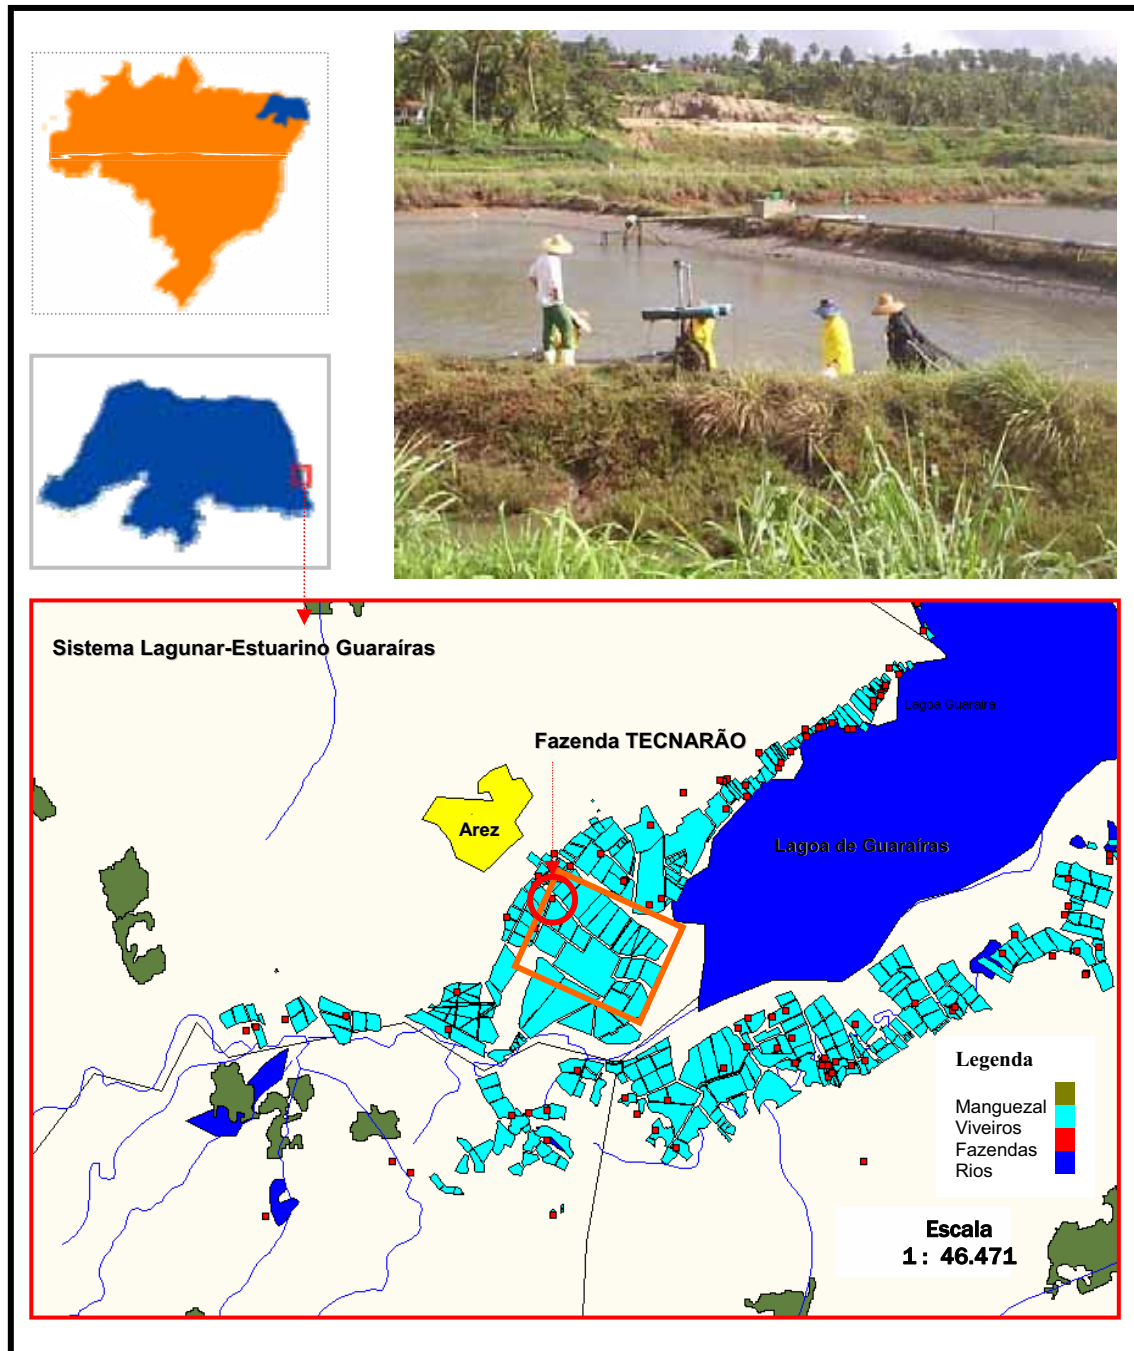 Sistema Lagunar-Estuarino Guaraíras
Lagoa Guaraíra
Fazenda TECNARÃO
Arez
Lagoa de Guaraíras
Legenda
Manguezal
Viveiros
Fazendas
Rios
Escala
1: 46.471